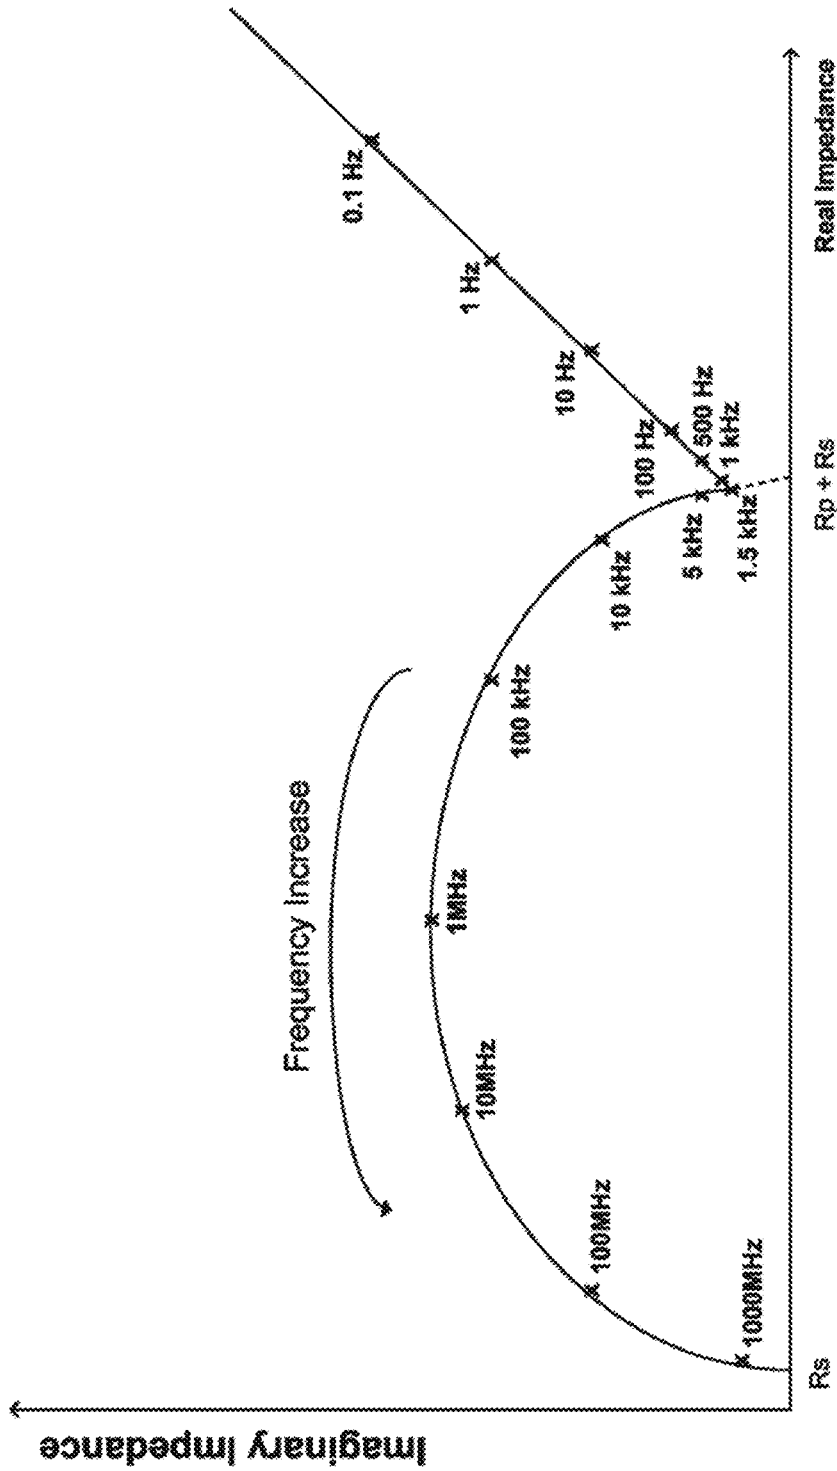 Imaginary Impedance
Frequency Increase
0.1 Hz
1 Hz
10 Hz
100 Hz
500 Hz
1 kHz
1.5 kHz
5 kHz
10 kHz
100 kHz
1MHz
10MHz
100MHz
1000MHz
Rs
Rp + Rs
Real Impedance